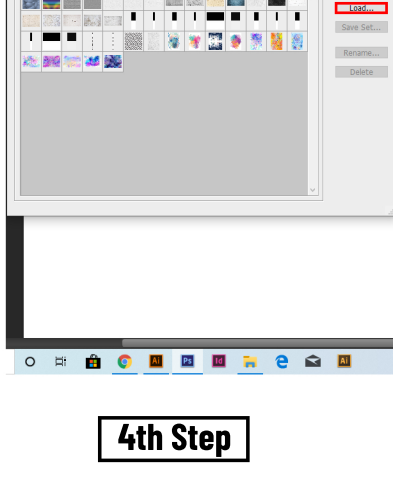 Load...
Save Set...
Rename...
Delete
Ai
Ps
Id
Ai
4th Step